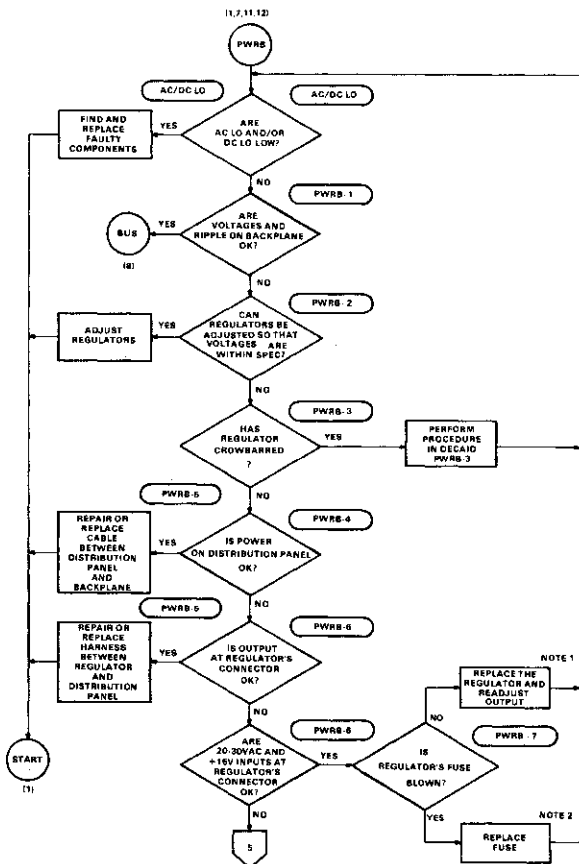 (1,7,11,12)
PWRB
AC/DC LO
AC/DC LO
FIND AND
REPLACE
FAULTY
COMPONENTS
YES
ARE
AC LO AND/OR
DC LO LOW?
NO
PWRB-1
BUS
(8)
YES
ARE
VOLTAGES AND
RIPPLE ON BACKPLANE
OK?
NO
PWRB-2
ADJUST
REGULATORS
YES
CAN
REGULATORS BE
ADJUSTED SO THAT
VOLTAGES ARE
WITHIN SPEC?
NO
PWRB-3
HAS
REGULATOR
CROWBARRED
?
YES
PERFORM
PROCEDURE
IN DECAID
PWRB-3
NO
PWRB-5
PWRB-4
REPAIR OR
REPLACE
CABLE
BETWEEN
DISTRIBUTION
PANEL
AND
BACKPLANE
YES
IS POWER
ON DISTRIBUTION PANEL
OK?
NO
PWRB-5
PWRB-6
REPAIR OR
REPLACE
HARNESS
BETWEEN
REGULATOR
AND
DISTRIBUTION
PANEL
YES
IS OUTPUT
AT REGULATOR'S
CONNECTOR
OK?
NO
NOTE 1
REPLACE THE
REGULATOR AND
READJUST
OUTPUT
PWRB-6
NO
PWRB-7
START
(1)
ARE
20-30VAC AND
+15V INPUTS AT
REGULATOR'S
CONNECTOR
OK?
YES
IS
REGULATOR'S
FUSE
BLOWN?
NO
5
YES
NOTE 2
REPLACE
FUSE